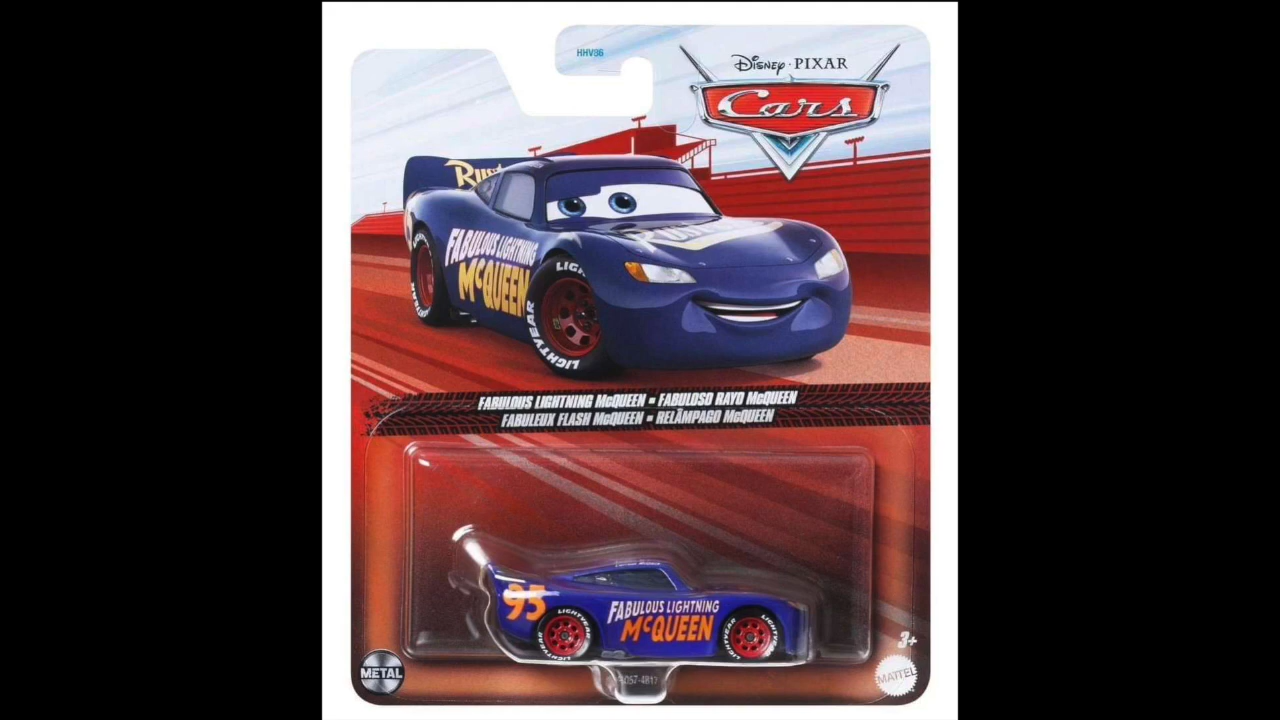 HHV36
Disney · PIXAR
Cars
Rust
FABULOUS LIGHTNING
McQUEEN
LIGHTYEAR
FABULOUS LIGHTNING McQUEEN ▪ FABULOSO RAYO McQUEEN
FABULEUX FLASH McQUEEN ▪ RELÂMPAGO McQUEEN
95
FABULOUS LIGHTNING
McQUEEN
LIGHTYEAR
LIGHTYEAR
3+
METAL
MATTEL